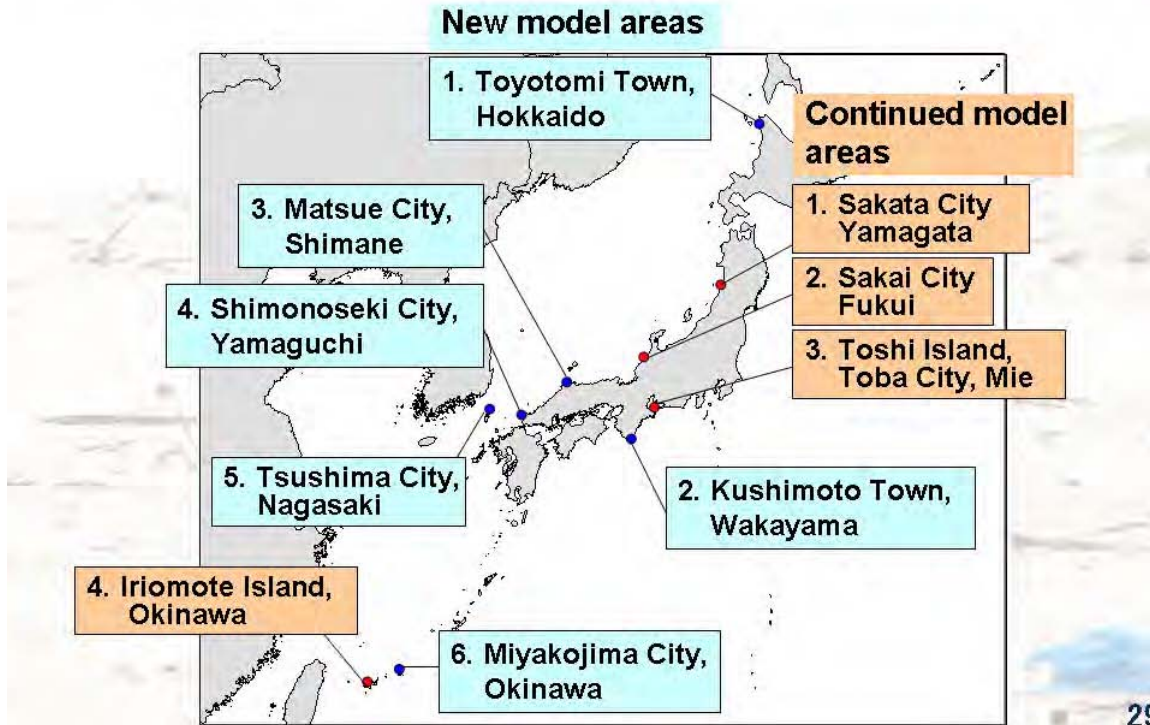 New model areas
1. Toyotomi Town,
Hokkaido
Continued model
areas
3. Matsue City,
Shimane
1. Sakata City
Yamagata
2. Sakai City
Fukui
4. Shimonoseki City,
Yamaguchi
3. Toshi Island,
Toba City, Mie
5. Tsushima City,
Nagasaki
2. Kushimoto Town,
Wakayama
4. Iriomote Island,
Okinawa
6. Miyakojima City,
Okinawa
29